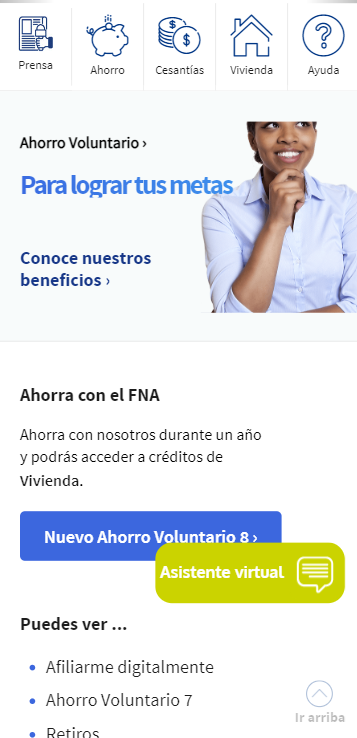 Prensa
Ahorro
Cesantías
Vivienda
Ayuda
Ahorro Voluntario ›
Para lograr tus metas
Conoce nuestros
beneficios ›
Ahorra con el FNA
Ahorra con nosotros durante un año
y podrás acceder a créditos de
Vivienda.
Nuevo Ahorro Voluntario 8 ›
Asistente virtual
Puedes ver ...
Afiliarme digitalmente
Ahorro Voluntario 7
Retiros
Ir arriba